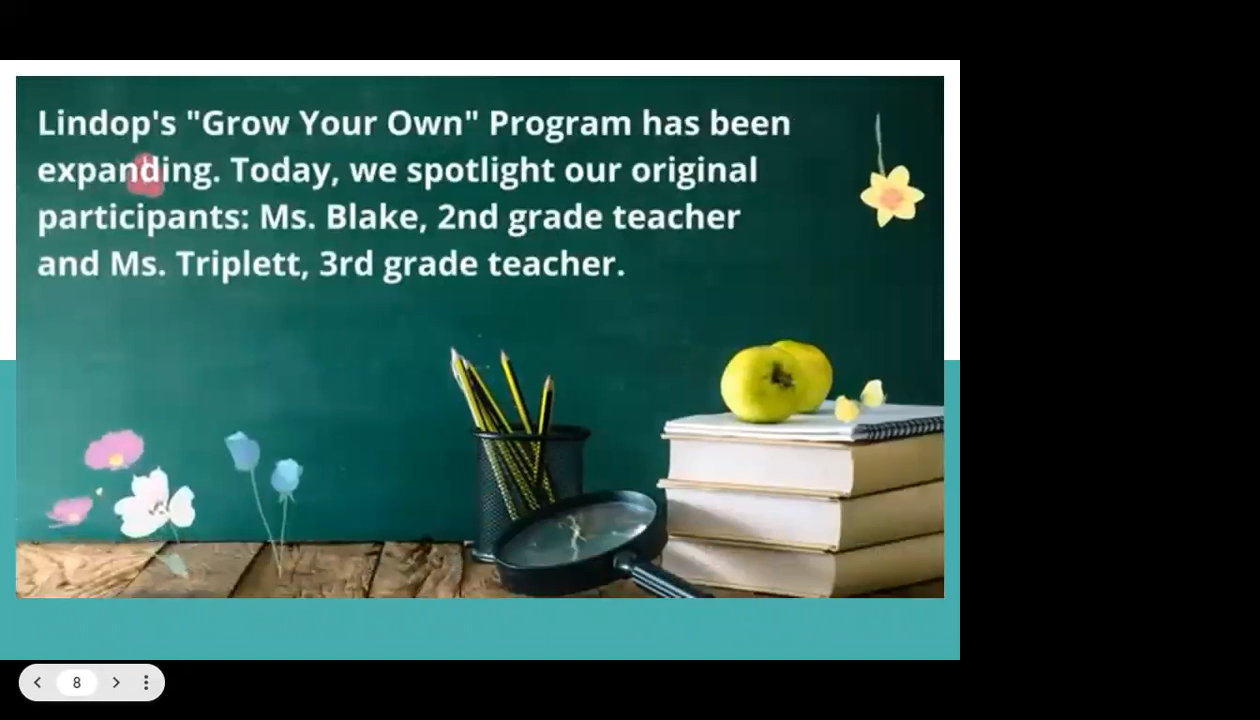 Lindop's "Grow Your Own" Program has been
expanding. Today, we spotlight our original
participants: Ms. Blake, 2nd grade teacher
and Ms. Triplett, 3rd grade teacher.
8